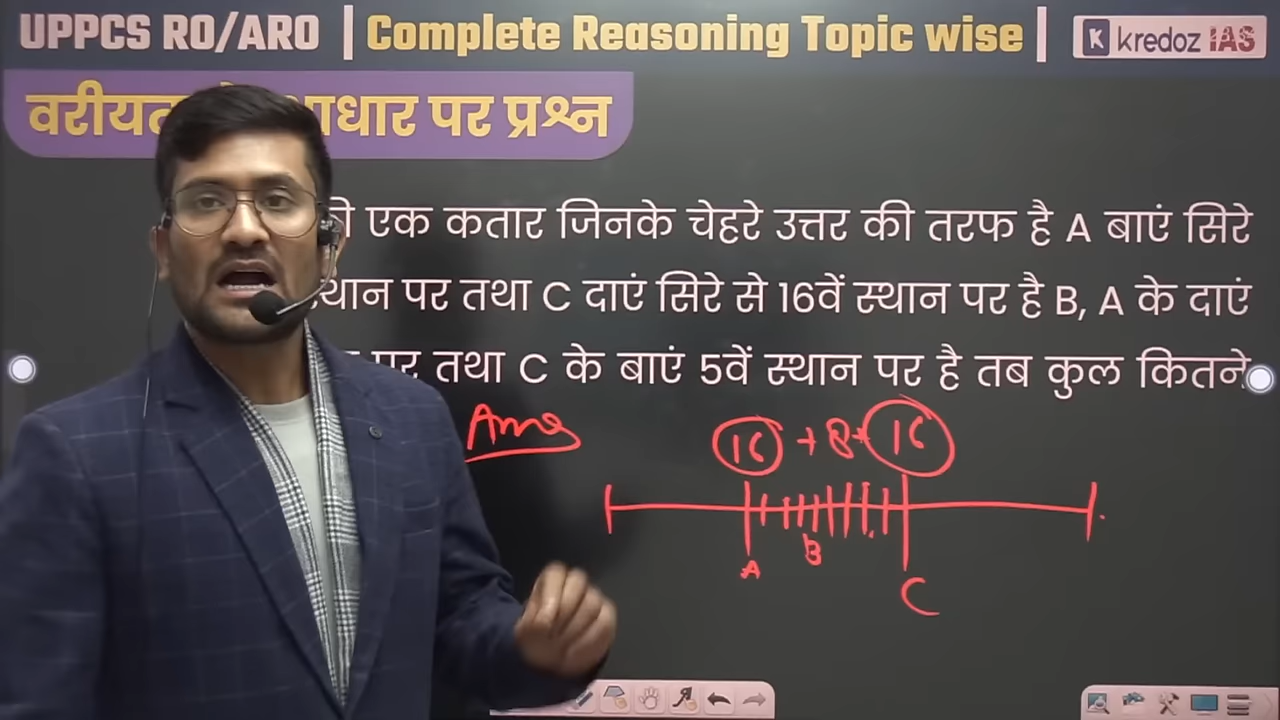 UPPCS RO/ARO | Complete Reasoning Topic wise | K kredoz IAS
पर प्रश्न
एक कतार जिनके चेहरे उत्तर की तरफ है A बाएं सिरे
पर तथा C दाएं सिरे से 16वें स्थान पर है B, A के दाएं
पर तथा C के बाएं 5वें स्थान पर है तब कुल कितने
Ans 16 + 8 + 16
A B
C